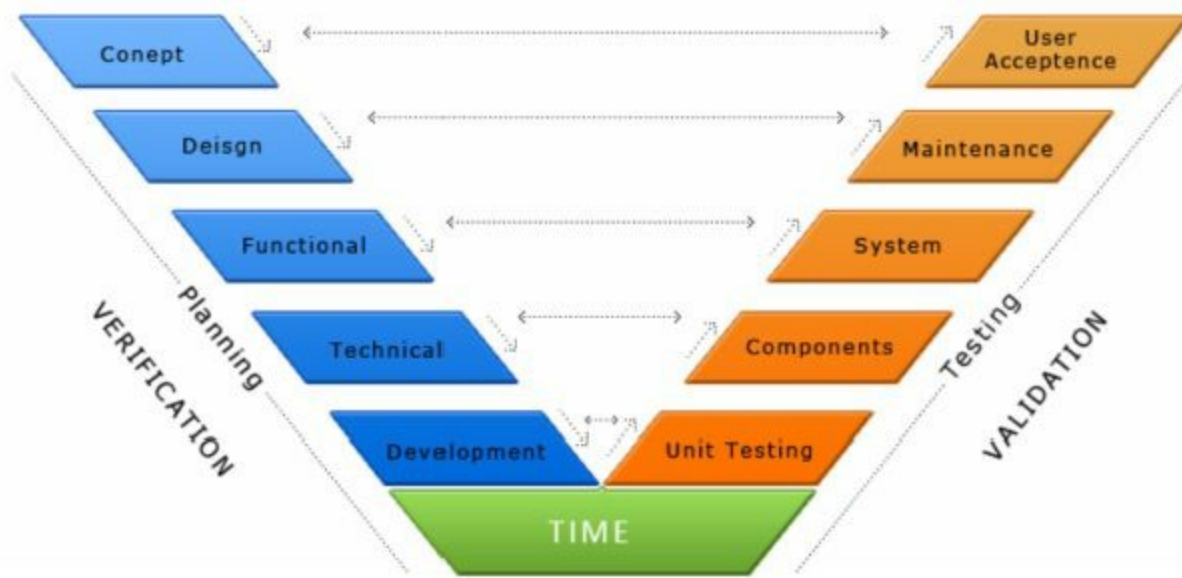 Conept
User
Acceptence
Deisgn
Maintenance
Functional
System
Planning
VERIFICATION
Testing
VALIDATION
Technical
Components
Development
Unit Testing
TIME